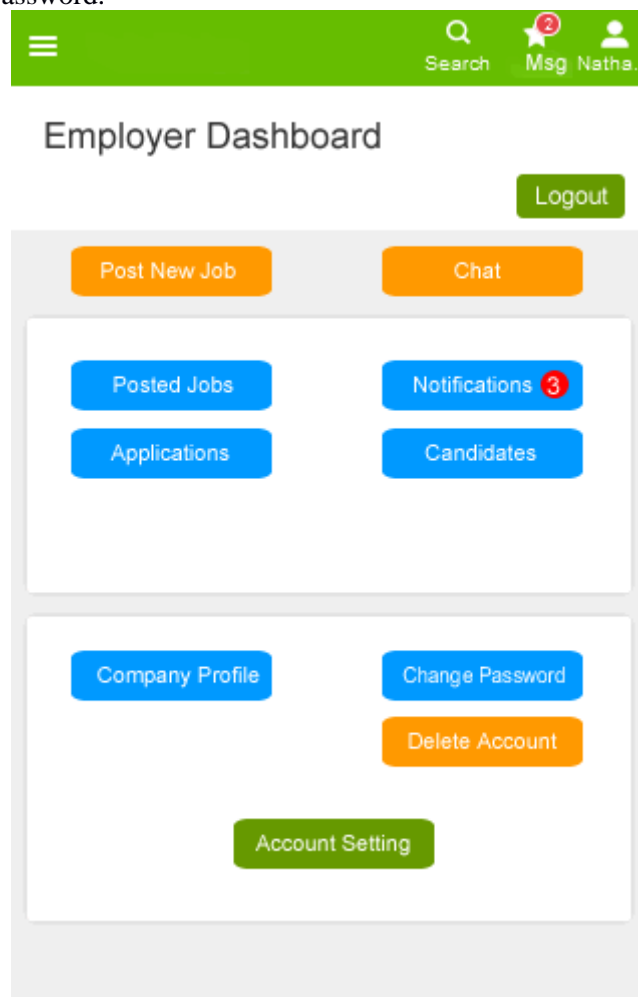 assword.
2
Search Msg Natha.
Employer Dashboard
Logout
Post New Job Chat
Posted Jobs Notifications 3
Applications Candidates
Company Profile Change Password
Delete Account
Account Setting